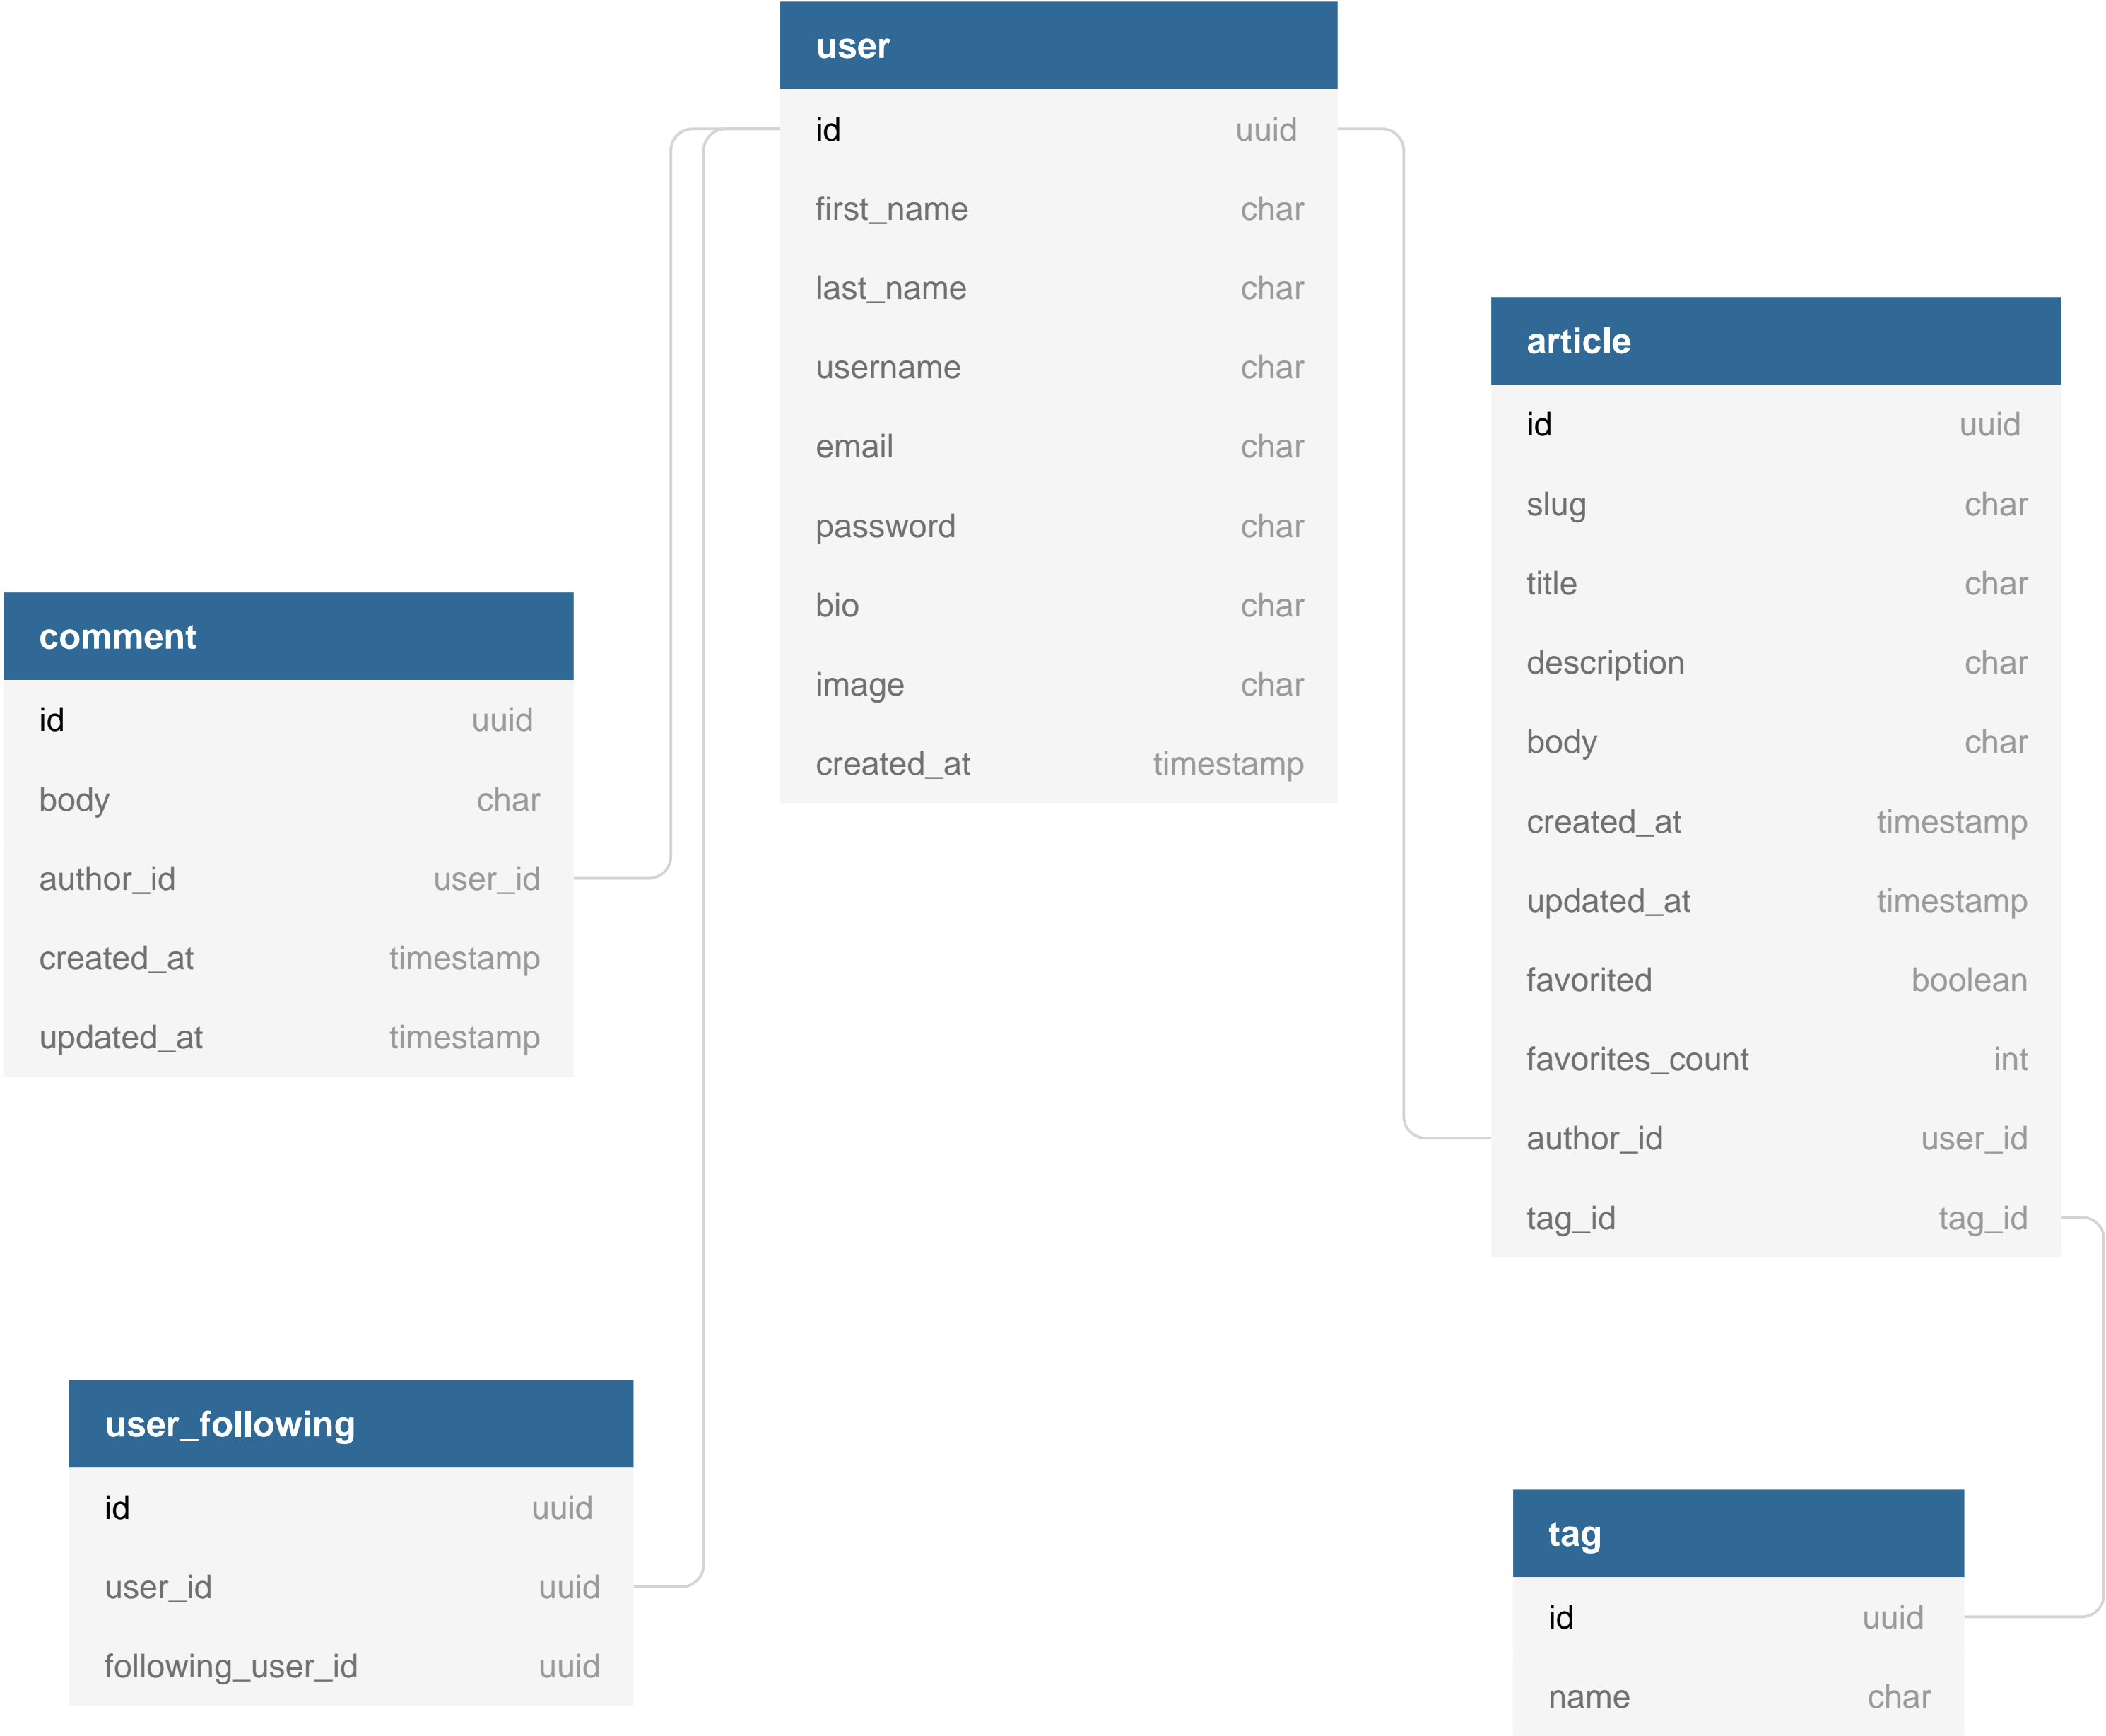 user
id uuid
first_name char
last_name char
username char
email char
password char
bio char
image char
created_at timestamp
article
id uuid
slug char
title char
description char
body char
created_at timestamp
updated_at timestamp
favorited boolean
favorites_count int
author_id user_id
tag_id tag_id
comment
id uuid
body char
author_id user_id
created_at timestamp
updated_at timestamp
user_following
id uuid
user_id uuid
following_user_id uuid
tag
id uuid
name char